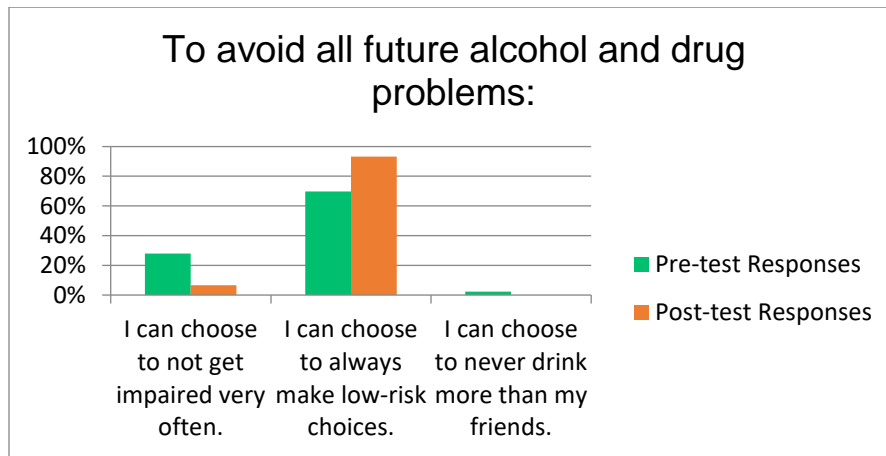 To avoid all future alcohol and drug
problems:
100%
80%
60%
40%
20%
0%
I can choose
to not get
impaired very
often.
I can choose
to always
make low-risk
choices.
I can choose
to never drink
more than my
friends.
Pre-test Responses
Post-test Responses